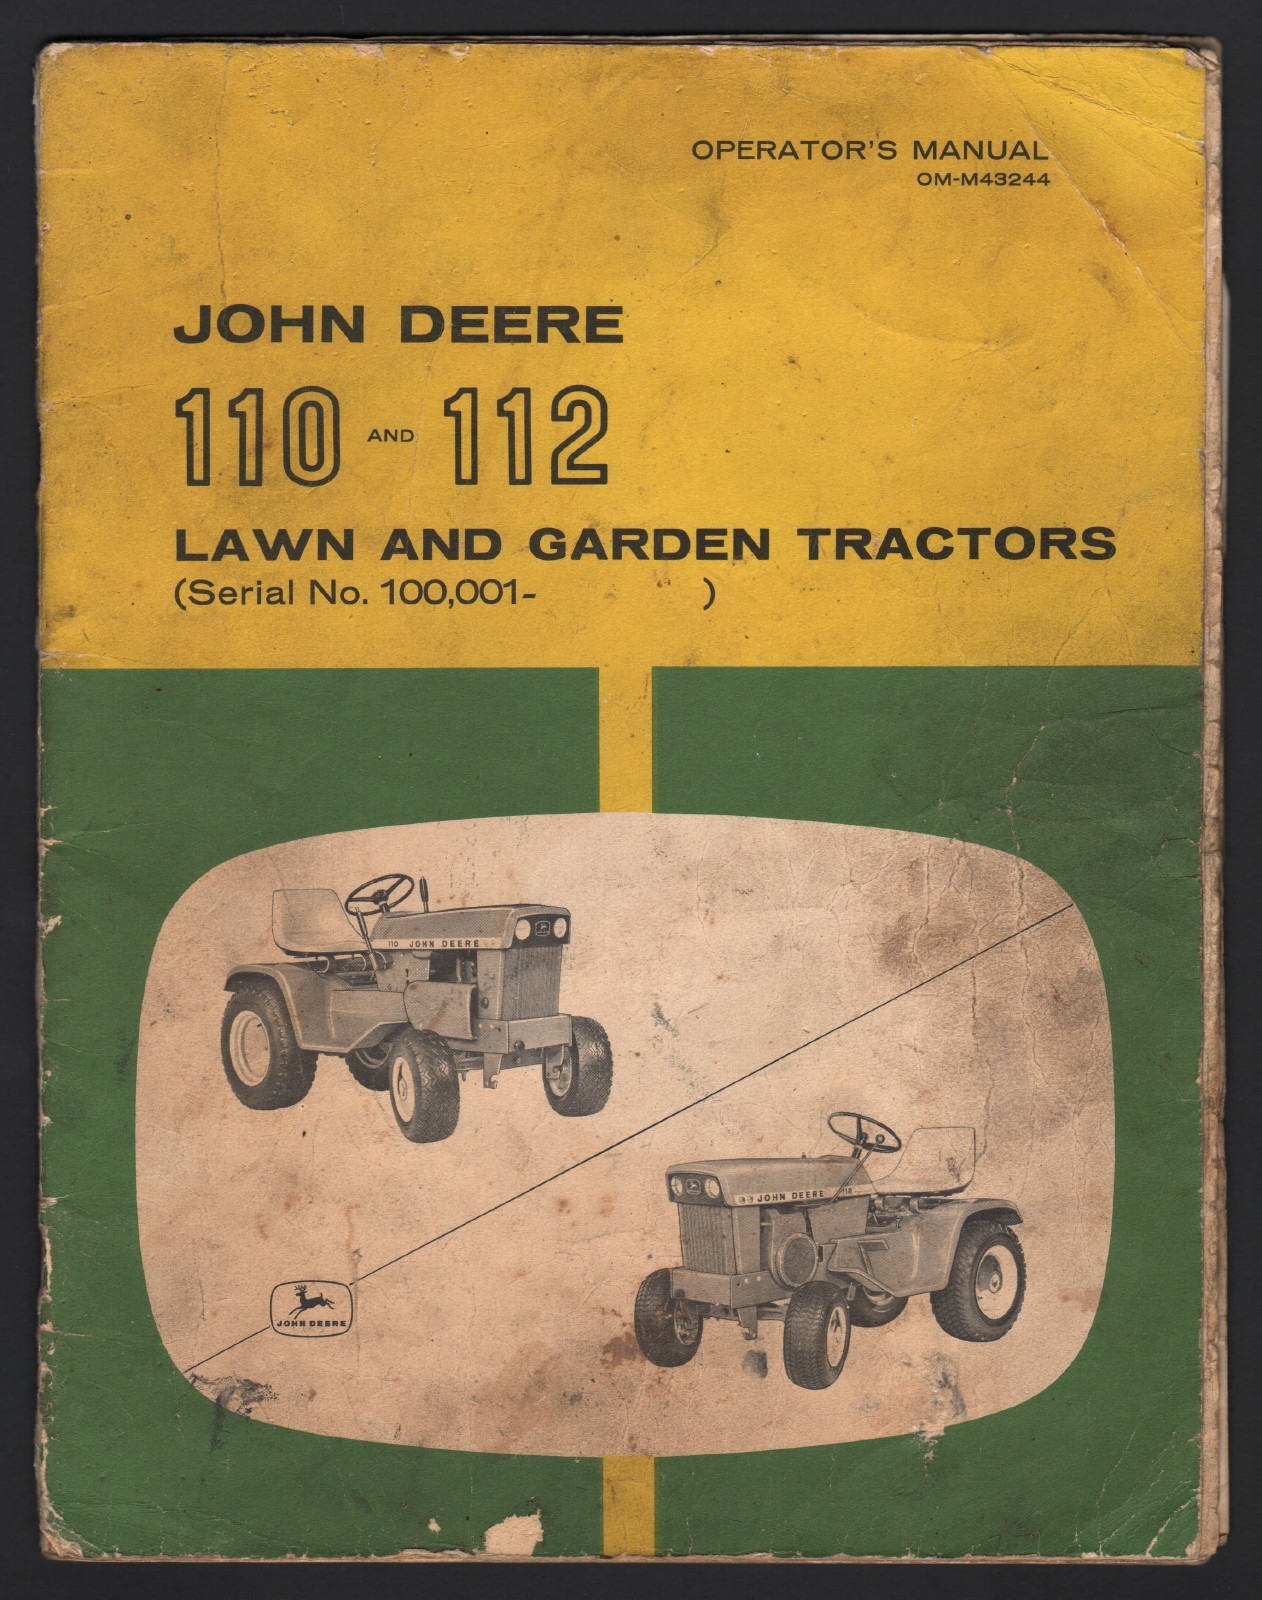 OPERATOR'S MANUAL
OM-M43244
JOHN DEERE
110 AND 112
LAWN AND GARDEN TRACTORS
(Serial No. 100,001- )
110 JOHN DEERE
JOHN DEERE 112
JOHN DEERE